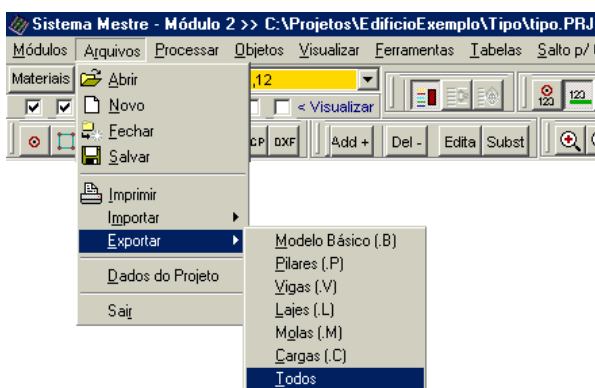 Sistema Mestre - Módulo 2 >> C:\Projetos\EdificioExemplo\Tipo\tipo.PRJ
Módulos Arquivos Processar Objetos Visualizar Ferramentas Tabelas Salto p/
Materiais ,12
< Visualizar
123 123
CP DXF Add + Del - Edita Subst
Abrir
Novo
Fechar
Salvar
Imprimir
Importar
Exportar
Dados do Projeto
Sair
Modelo Básico (.B)
Pilares (.P)
Vigas (.V)
Lajes (.L)
Molas (.M)
Cargas (.C)
Todos